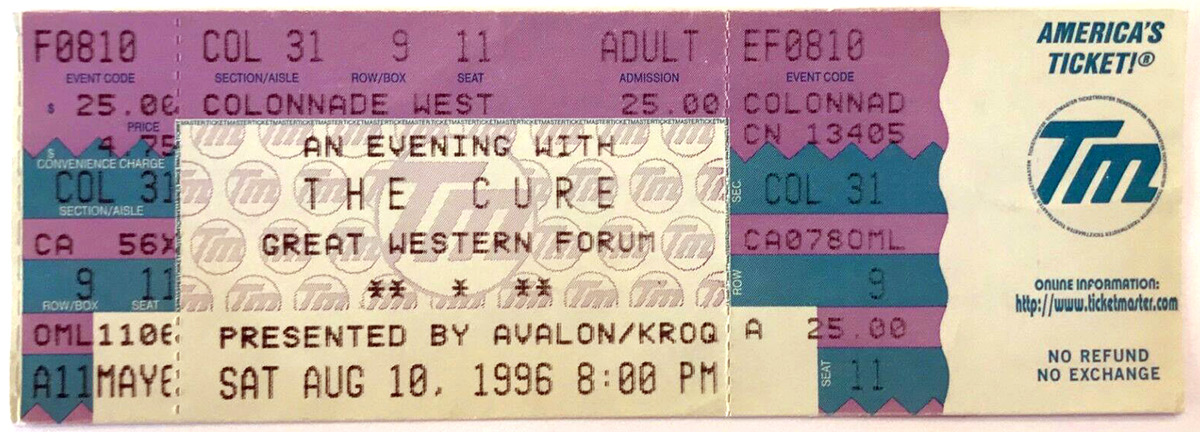 F0810
EVENT CODE
$ 25.00
PRICE
$ 4.75
CONVENIENCE CHARGE
COL 31
SECTION/AISLE
CA 56X
9 11
ROW/BOX SEAT
OML1106
A11MAY6
COL 31 9 11 ADULT
SECTION/AISLE ROW/BOX SEAT ADMISSION
COLONNADE WEST 25.00
AN EVENING WITH
THE CURE
GREAT WESTERN FORUM
** * **
PRESENTED BY AVALON/KROQ
SAT AUG 10, 1996 8:00 PM
EF0810
EVENT CODE
COLONNAD
CN 13405
SEC. COL 31
CA0780ML
ROW 9
A 25.00
SEAT 11
AMERICA'S
TICKET!®
Tm
ONLINE INFORMATION:
http://www.ticketmaster.com
NO REFUND
NO EXCHANGE